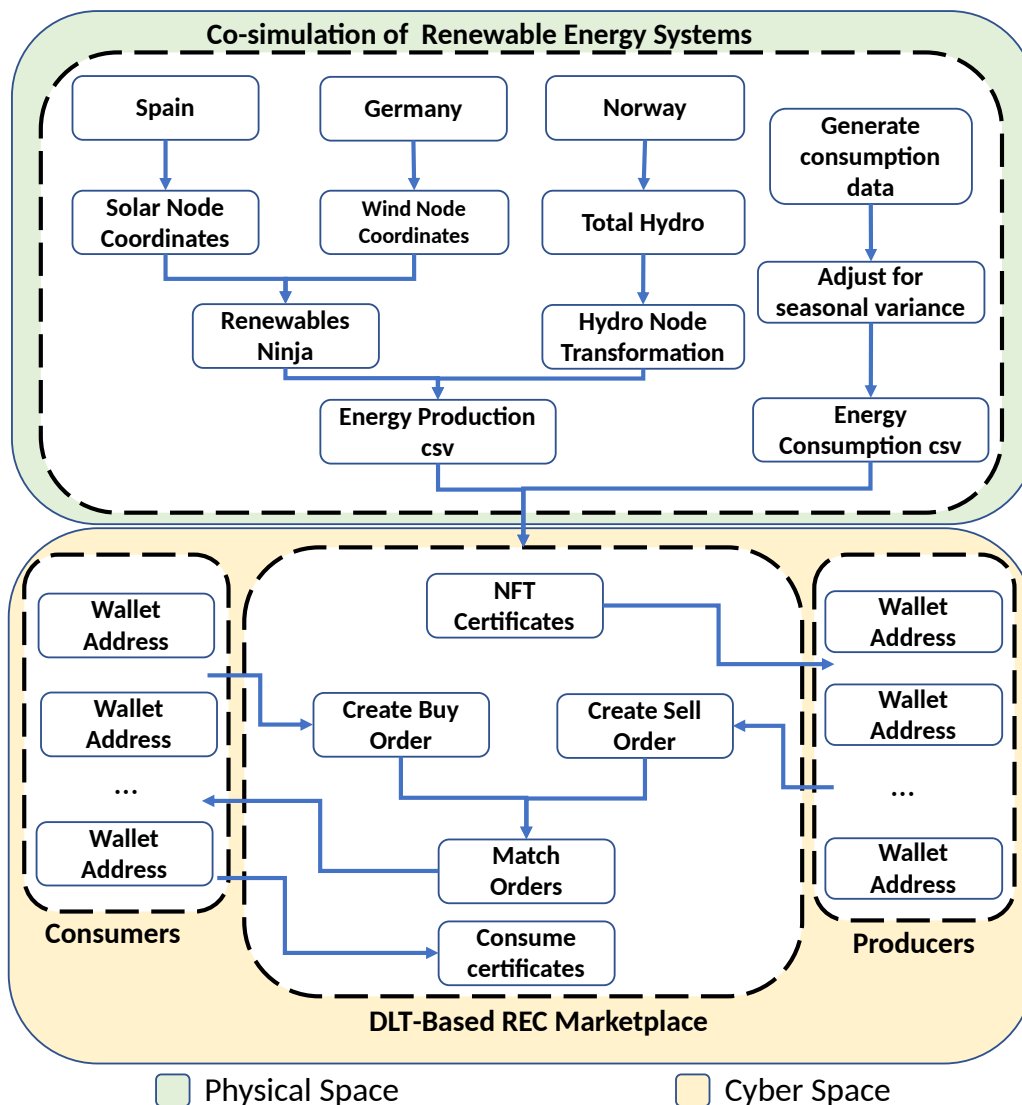 Co-simulation of Renewable Energy Systems
Spain
Germany
Norway
Generate
consumption
data
Solar Node
Coordinates
Wind Node
Coordinates
Total Hydro
Adjust for
seasonal variance
Renewables
Ninja
Hydro Node
Transformation
Energy Production
csv
Energy
Consumption csv
NFT
Certificates
Wallet
Address
Wallet
Address
Wallet
Address
Create Buy
Order
Create Sell
Order
Wallet
Address
...
...
Wallet
Address
Match
Orders
Wallet
Address
Consumers
Consume
certificates
Producers
DLT-Based REC Marketplace
Physical Space
Cyber Space